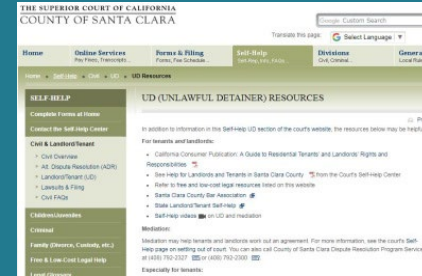 THE SUPERIOR COURT OF CALIFORNIA
COUNTY OF SANTA CLARA
Google Custom Search
Translate this page:
Select Language ▼
Home
Online Services
Pay Fines, Transcripts...
Forms & Filing
Forms, Fee Schedule...
Self-Help
Self-Rep, Info, FAQs...
Divisions
Civil, Criminal...
General
Local Rules
Home Self-Help Civil UD UD Resources
SELF-HELP
Complete Forms at Home
Contact the Self-Help Center
Civil & Landlord/Tenant
Civil Overview
Alt. Dispute Resolution (ADR)
Landlord/Tenant (UD)
Lawsuits & Filing
Civil FAQs
Children/Juveniles
Criminal
Family (Divorce, Custody, etc.)
Free & Low-Cost Legal Help
Legal Glossary
UD (UNLAWFUL DETAINER) RESOURCES
In addition to information in this Self-Help UD section of the court's website, the resources below may be helpfu
For tenants and landlords:
California Consumer Publication: A Guide to Residential Tenants' and Landlords' Rights and
Responsibilities
See Help for Landlords and Tenants in Santa Clara County from the Court's Self-Help Center
Refer to free and low-cost legal resources listed on this website
Santa Clara County Bar Association
State Landlord/Tenant Self-Help
Self-Help videos on UD and mediation
Mediation:
Mediation may help tenants and landlords work out an agreement. For more information, see the court's Self-
Help page on settling out of court. You can also call County of Santa Clara Dispute Resolution Program Service
at (408) 792-2327 or (408) 792-2300
Especially for tenants: